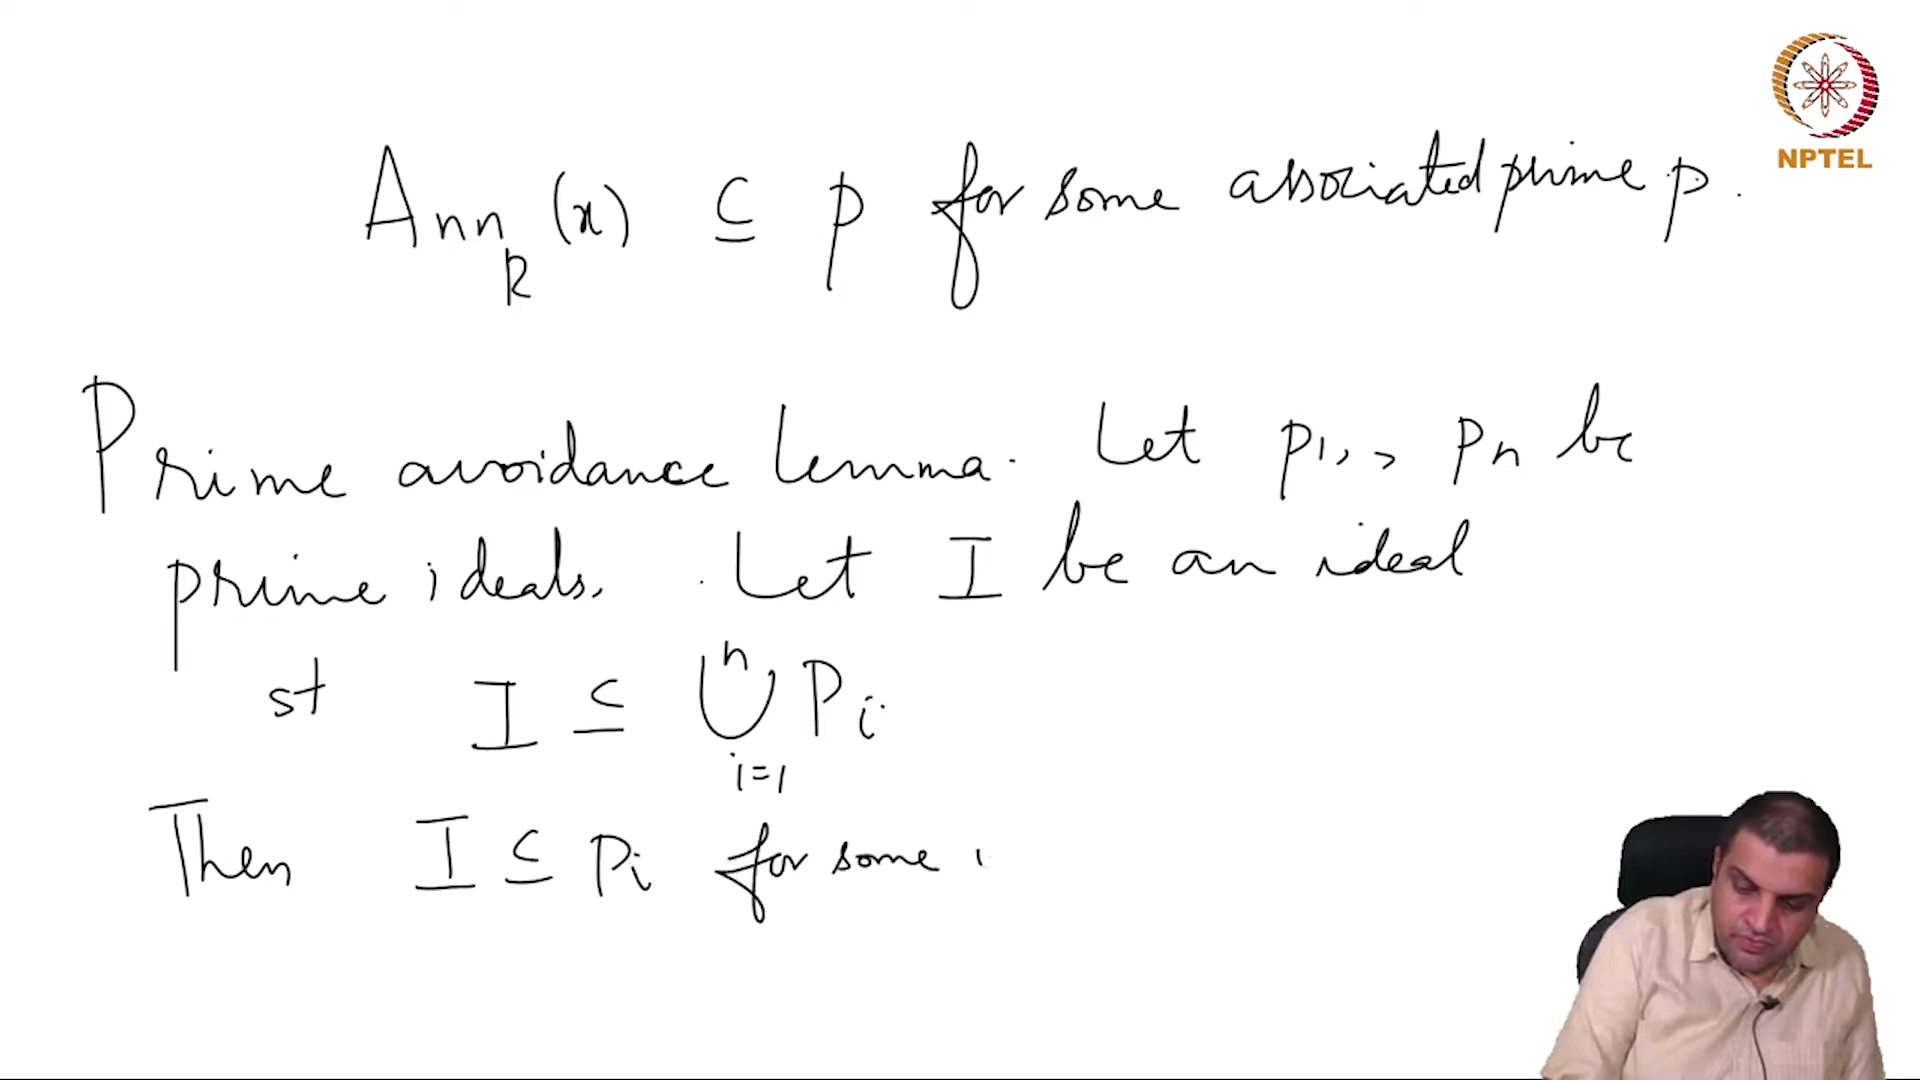 NPTEL
Ann_R (x) ⊆ p for some associated prime p.
Prime avoidance lemma. Let p1, , pn be
prime ideals. Let I be an ideal
st I ⊆ ⋃_{i=1}^{n} Pi
Then I ⊆ pi for some i